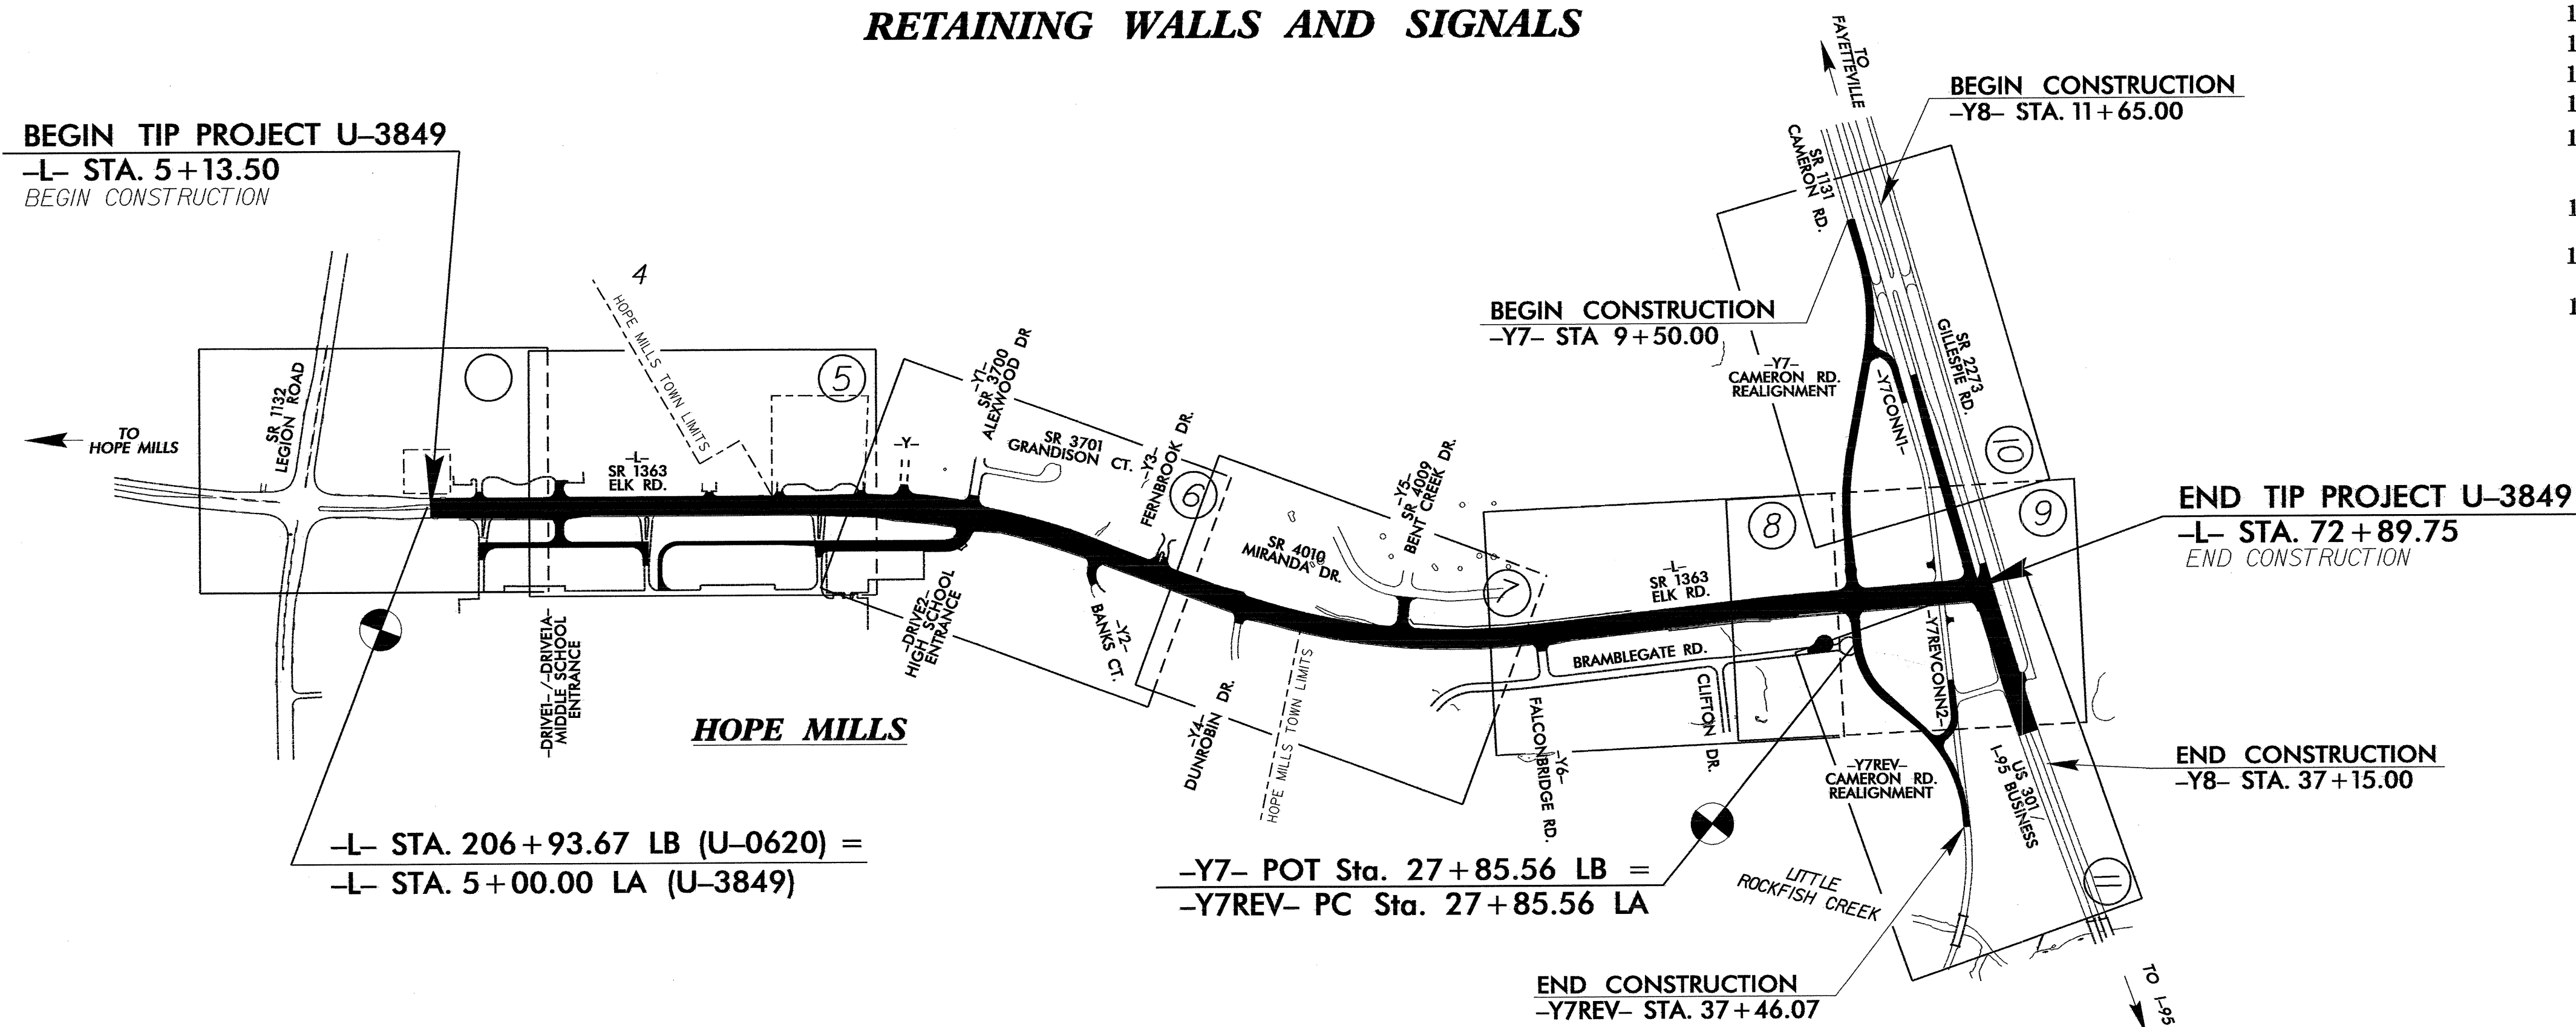 RETAINING WALLS AND SIGNALS
BEGIN TIP PROJECT U–3849
–L– STA. 5+13.50
BEGIN CONSTRUCTION
TO
HOPE MILLS
SR 1132
LEGION ROAD
4
HOPE MILLS TOWN LIMITS
5
–L–
SR 1363
ELK RD.
–Y–
–Y1–
SR 3700
ALEXWOOD DR
SR 3701
GRANDISON CT.
–Y3–
FERNBROOK DR.
6
–DRIVE1–/–DRIVE1A–
MIDDLE SCHOOL
ENTRANCE
–DRIVE2–
HIGH SCHOOL
ENTRANCE
–Y2–
BANKS CT.
HOPE MILLS
–Y4–
DUNROBIN DR.
HOPE MILLS TOWN LIMITS
SR 4010
MIRANDA DR.
–Y5–
SR 4009
BENT CREEK DR.
7
–L–
SR 1363
ELK RD.
8
BRAMBLEGATE RD.
CLIFTON DR.
–Y6–
FALCONBRIDGE RD.
–L– STA. 206+93.67 LB (U–0620) =
–L– STA. 5+00.00 LA (U–3849)
–Y7– POT Sta. 27+85.56 LB =
–Y7REV– PC Sta. 27+85.56 LA
TO
FAYETTEVILLE
SR 1131
CAMERON RD.
BEGIN CONSTRUCTION
–Y8– STA. 11+65.00
BEGIN CONSTRUCTION
–Y7– STA 9+50.00
–Y7–
CAMERON RD.
REALIGNMENT
–Y7CONN1–
SR 2273
GILLESPIE RD.
10
9
END TIP PROJECT U–3849
–L– STA. 72+89.75
END CONSTRUCTION
–Y7REVCONN2–
–Y7REV–
CAMERON RD.
REALIGNMENT
US 301/
I–95 BUSINESS
END CONSTRUCTION
–Y8– STA. 37+15.00
LITTLE
ROCKFISH CREEK
11
END CONSTRUCTION
–Y7REV– STA. 37+46.07
TO I–95
1
1
1
1
1
1
1
1